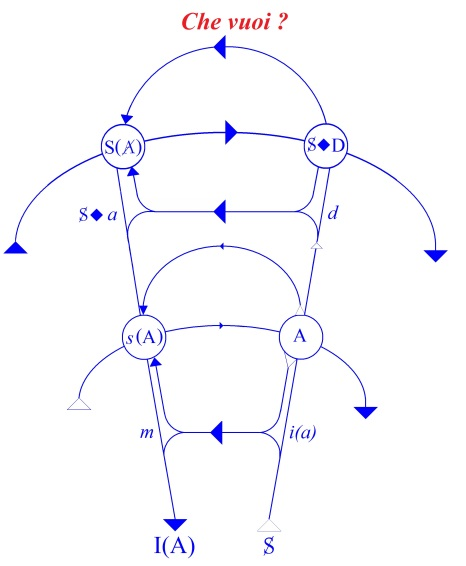 Che vuoi ?
S(Ⱥ) $◆D
$◆ a d
s(A) A
m i(a)
I(A) $